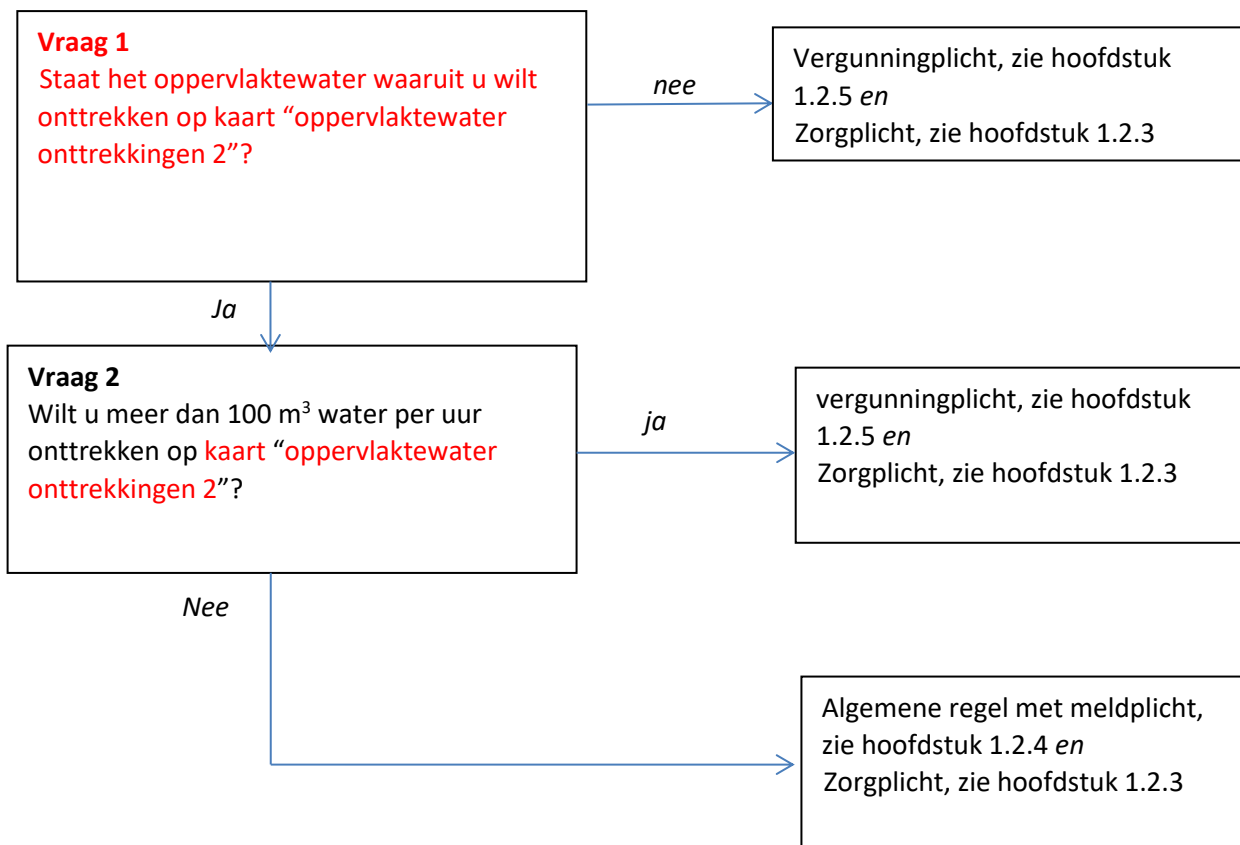 Vraag 1
Staat het oppervlaktewater waaruit u wilt
onttrekken op kaart “oppervlaktewater
onttrekkingen 2”?
nee
Vergunningplicht, zie hoofdstuk
1.2.5 en
Zorgplicht, zie hoofdstuk 1.2.3
Ja
Vraag 2
Wilt u meer dan 100 m³ water per uur
onttrekken op kaart “oppervlaktewater
onttrekkingen 2”?
ja
vergunningplicht, zie hoofdstuk
1.2.5 en
Zorgplicht, zie hoofdstuk 1.2.3
Nee
Algemene regel met meldplicht,
zie hoofdstuk 1.2.4 en
Zorgplicht, zie hoofdstuk 1.2.3